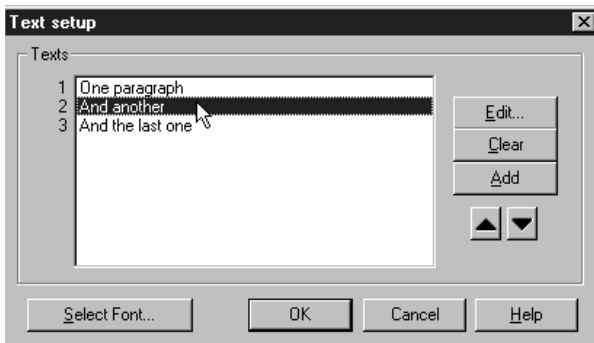 Text setup
Texts
1 One paragraph
2 And another
3 And the last one
Edit...
Clear
Add
Select Font...
OK
Cancel
Help